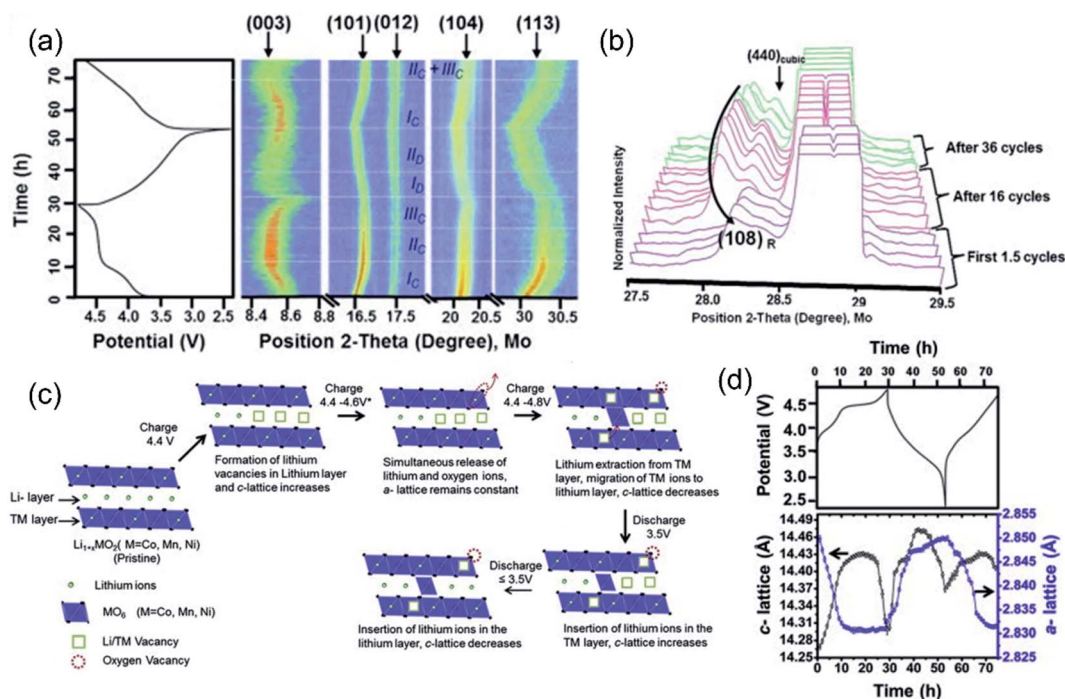 (a)
(003)
(101)
(012)
(104)
(113)
Time (h)
70
60
50
40
30
20
10
0
4.5 4.0 3.5 3.0 2.5
Potential (V)
II_C + III_C
I_C
II_D
I_D
III_C
II_C
I_C
8.4 8.6 8.8 16.5 17.5 20 20.5 30 30.5
Position 2-Theta (Degree), Mo
(b)
(440)cubic
(108) R
Normalized Intensity
After 36 cycles
After 16 cycles
First 1.5 cycles
27.5 28.0 28.5 29 29.5
Position 2-Theta (Degree), Mo
(c)
Charge
4.4 V
Charge
4.4 -4.6V*
Charge
4.4 -4.8V
Formation of lithium
vacancies in Lithium layer
and c-lattice increases
Simultaneous release of
lithium and oxygen ions,
a- lattice remains constant
Lithium extraction from TM
layer, migration of TM ions to
lithium layer, c-lattice decreases
Li- layer
TM layer
Li1+xMO2( M=Co, Mn, Ni)
(Pristine)
Discharge
3.5V
Discharge
≤ 3.5V
Lithium ions
MO6 (M=Co, Mn, Ni)
Li/TM Vacancy
Oxygen Vacancy
Insertion of lithium ions in the
lithium layer, c-lattice decreases
Insertion of lithium ions in the
TM layer, c-lattice increases
(d)
Time (h)
0 10 20 30 40 50 60 70
Potential (V)
4.5
3.5
3.0
2.5
c- lattice (Å)
14.49
14.46
14.43
14.40
14.37
14.34
14.31
14.28
14.25
2.855
2.850
2.845
2.840
2.835
2.830
2.825
a- lattice (Å)
0 10 20 30 40 50 60 70
Time (h)